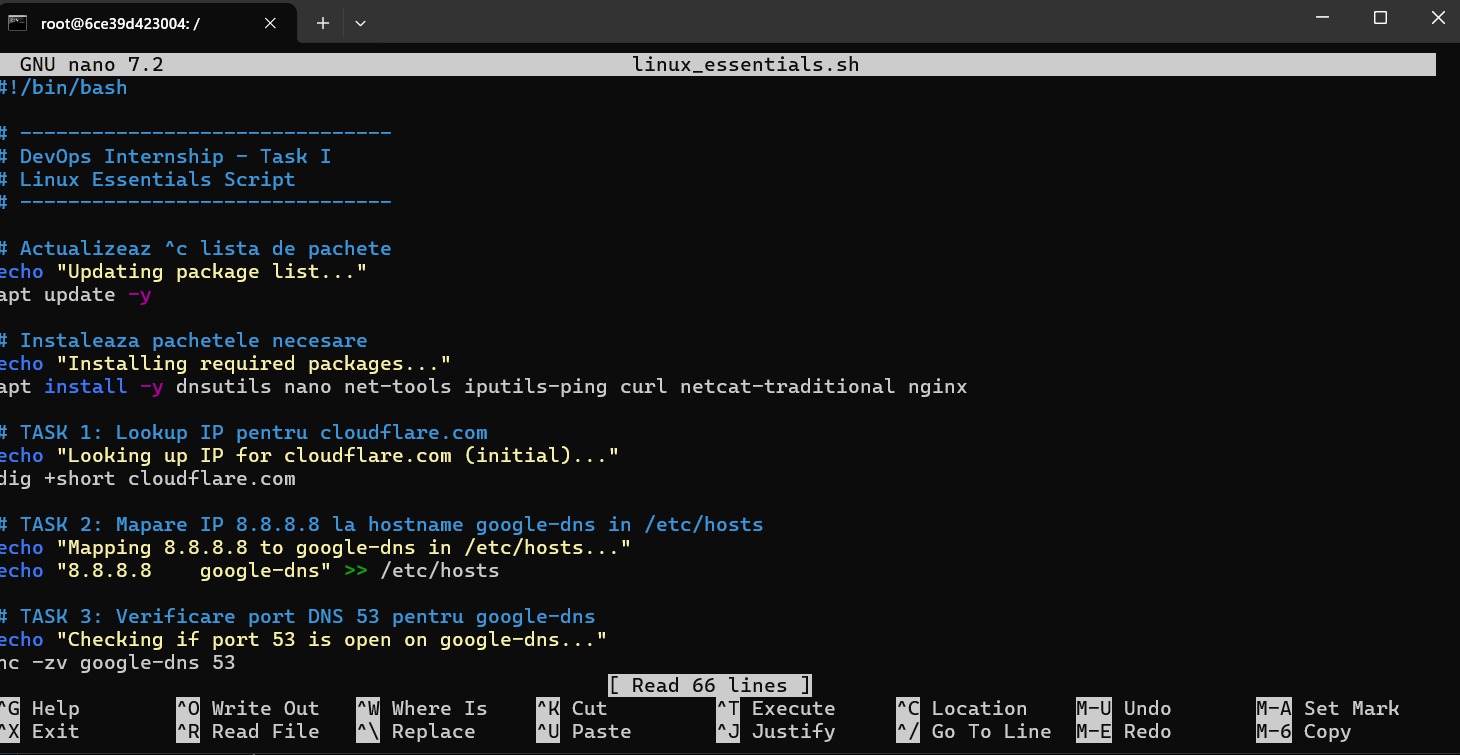 root@6ce39d423004: /
GNU nano 7.2 linux_essentials.sh
#!/bin/bash
# -------------------------------
# DevOps Internship - Task I
# Linux Essentials Script
# -------------------------------
# Actualizeaz ^c lista de pachete
echo "Updating package list..."
apt update -y
# Instaleaza pachetele necesare
echo "Installing required packages..."
apt install -y dnsutils nano net-tools iputils-ping curl netcat-traditional nginx
# TASK 1: Lookup IP pentru cloudflare.com
echo "Looking up IP for cloudflare.com (initial)..."
dig +short cloudflare.com
# TASK 2: Mapare IP 8.8.8.8 la hostname google-dns in /etc/hosts
echo "Mapping 8.8.8.8 to google-dns in /etc/hosts..."
echo "8.8.8.8    google-dns" >> /etc/hosts
# TASK 3: Verificare port DNS 53 pentru google-dns
echo "Checking if port 53 is open on google-dns..."
nc -zv google-dns 53
[ Read 66 lines ]
^G Help ^O Write Out ^W Where Is ^K Cut ^T Execute ^C Location M-U Undo M-A Set Mark
^X Exit ^R Read File ^\ Replace ^U Paste ^J Justify ^/ Go To Line M-E Redo M-6 Copy